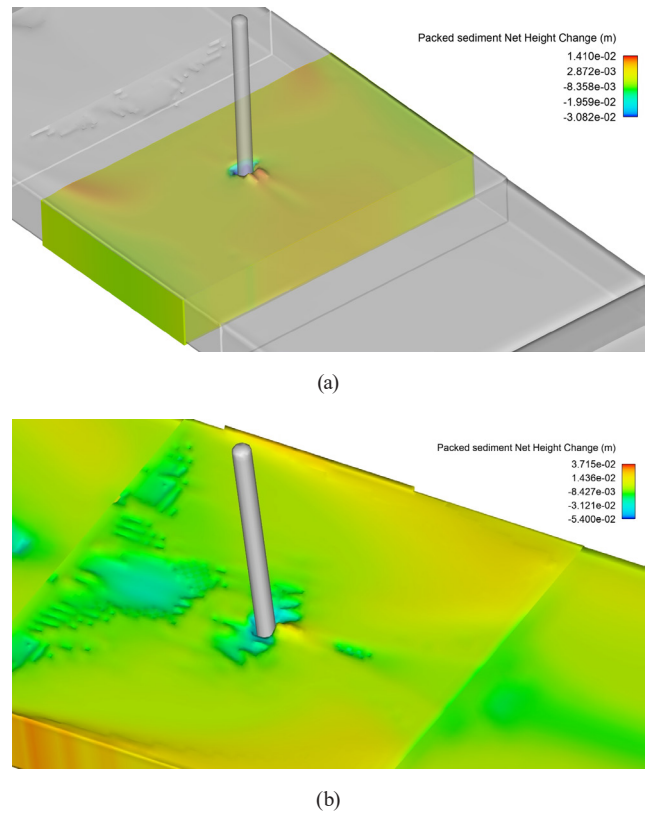 Packed sediment Net Height Change (m)
1.410e-02
2.872e-03
-8.358e-03
-1.959e-02
-3.082e-02
(a)
Packed sediment Net Height Change (m)
3.715e-02
1.436e-02
-8.427e-03
-3.121e-02
-5.400e-02
(b)